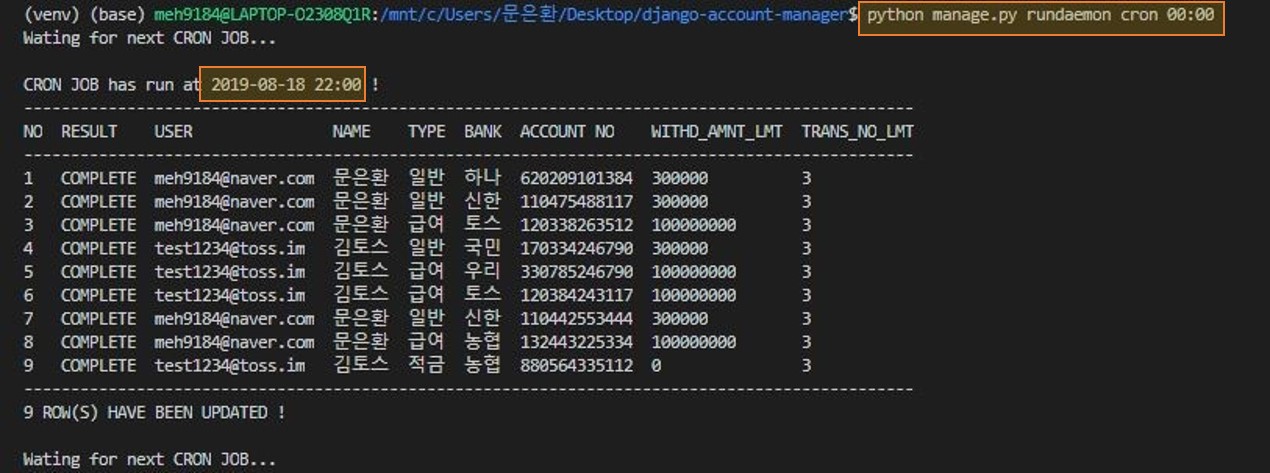 (venv) (base) meh9184@LAPTOP-O2308Q1R:/mnt/c/Users/문은환/Desktop/django-account-manager$ python manage.py rundaemon cron 00:00
Wating for next CRON JOB...
CRON JOB has run at 2019-08-18 22:00 !
--------------------------------------------------------------------------------------------
NO RESULT USER NAME TYPE BANK ACCOUNT NO WITHD_AMNT_LMT TRANS_NO_LMT
--------------------------------------------------------------------------------------------
1 COMPLETE meh9184@naver.com 문은환 일반 하나 620209101384 300000 3
2 COMPLETE meh9184@naver.com 문은환 일반 신한 110475488117 300000 3
3 COMPLETE meh9184@naver.com 문은환 급여 토스 120338263512 100000000 3
4 COMPLETE test1234@toss.im 김토스 일반 국민 170334246790 300000 3
5 COMPLETE test1234@toss.im 김토스 급여 우리 330785246790 100000000 3
6 COMPLETE test1234@toss.im 김토스 급여 토스 120384243117 100000000 3
7 COMPLETE meh9184@naver.com 문은환 일반 신한 110442553444 300000 3
8 COMPLETE meh9184@naver.com 문은환 급여 농협 132443225334 100000000 3
9 COMPLETE test1234@toss.im 김토스 적금 농협 880564335112 0 3
--------------------------------------------------------------------------------------------
9 ROW(S) HAVE BEEN UPDATED !
Wating for next CRON JOB...